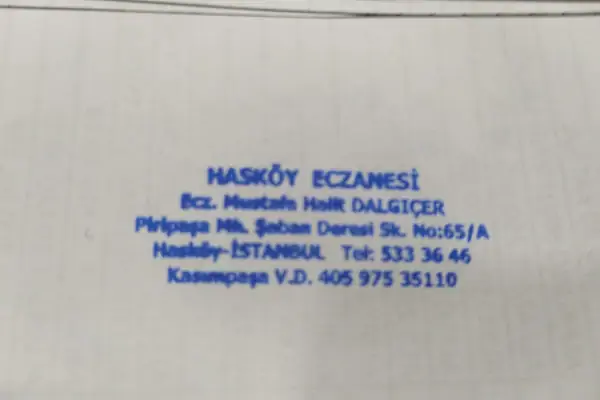 HASKÖY ECZANESİ
Ecz. Mustafa Halit DALGIÇER
Piripaşa Mh. Şaban Deresi Sk. No:65/A
Hasköy-İSTANBUL Tel: 533 36 46
Kasımpaşa V.D. 405 975 35110